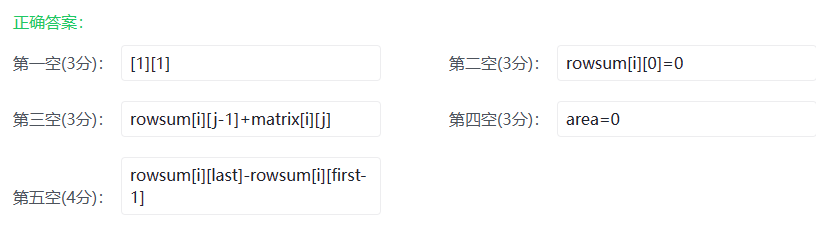 正确答案：
第一空(3分)： [1][1] 第二空(3分)： rowsum[i][0]=0
第三空(3分)： rowsum[i][j-1]+matrix[i][j] 第四空(3分)： area=0
第五空(4分)： rowsum[i][last]-rowsum[i][first-
1]